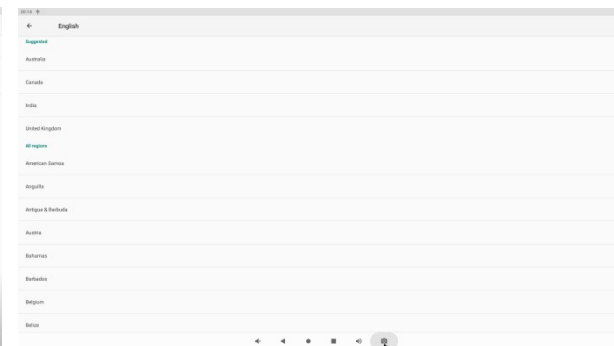 English
Suggested
Australia
Canada
India
United Kingdom
All regions
American Samoa
Anguilla
Antigua & Barbuda
Austria
Bahamas
Barbados
Belgium
Belize